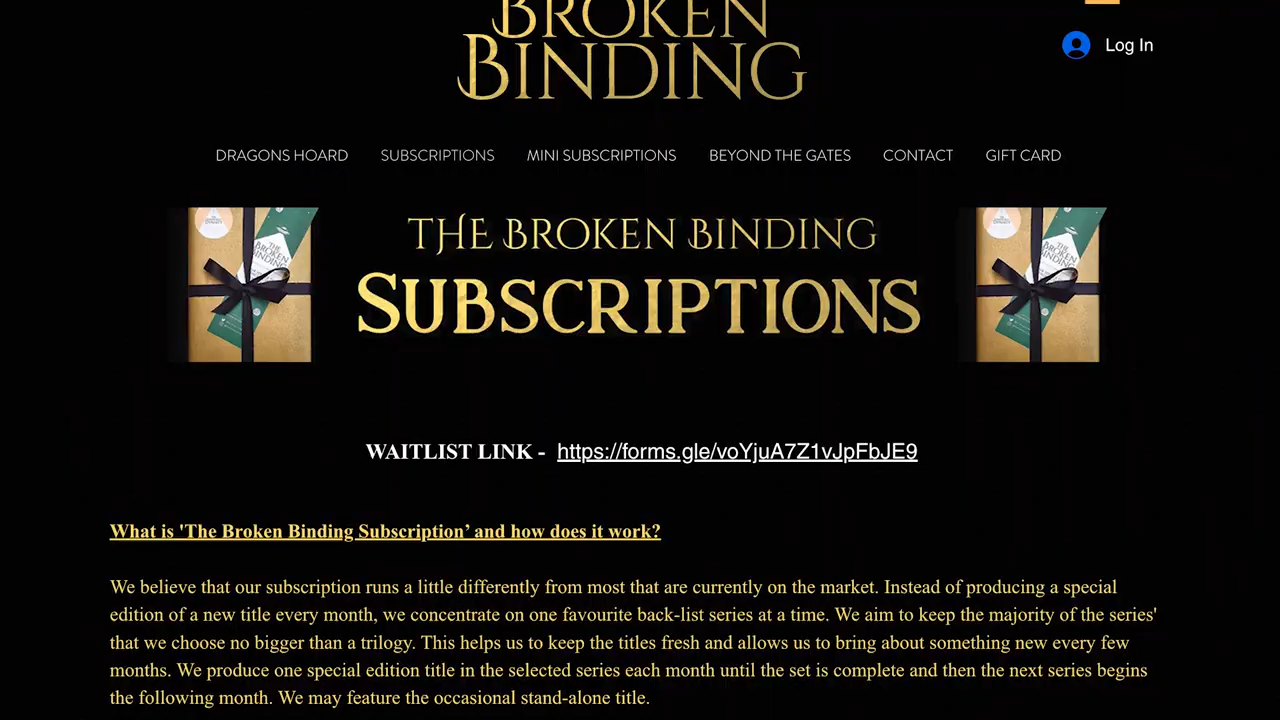 BROKEN
BINDING
Log In
DRAGONS HOARD SUBSCRIPTIONS MINI SUBSCRIPTIONS BEYOND THE GATES CONTACT GIFT CARD
THE BROKEN BINDING
SUBSCRIPTIONS
THE BROKEN BINDING
THE BROKEN BINDING
WAITLIST LINK - https://forms.gle/voYjuA7Z1vJpFbJE9
What is 'The Broken Binding Subscription’ and how does it work?
We believe that our subscription runs a little differently from most that are currently on the market. Instead of producing a special
edition of a new title every month, we concentrate on one favourite back-list series at a time. We aim to keep the majority of the series'
that we choose no bigger than a trilogy. This helps us to keep the titles fresh and allows us to bring about something new every few
months. We produce one special edition title in the selected series each month until the set is complete and then the next series begins
the following month. We may feature the occasional stand-alone title.